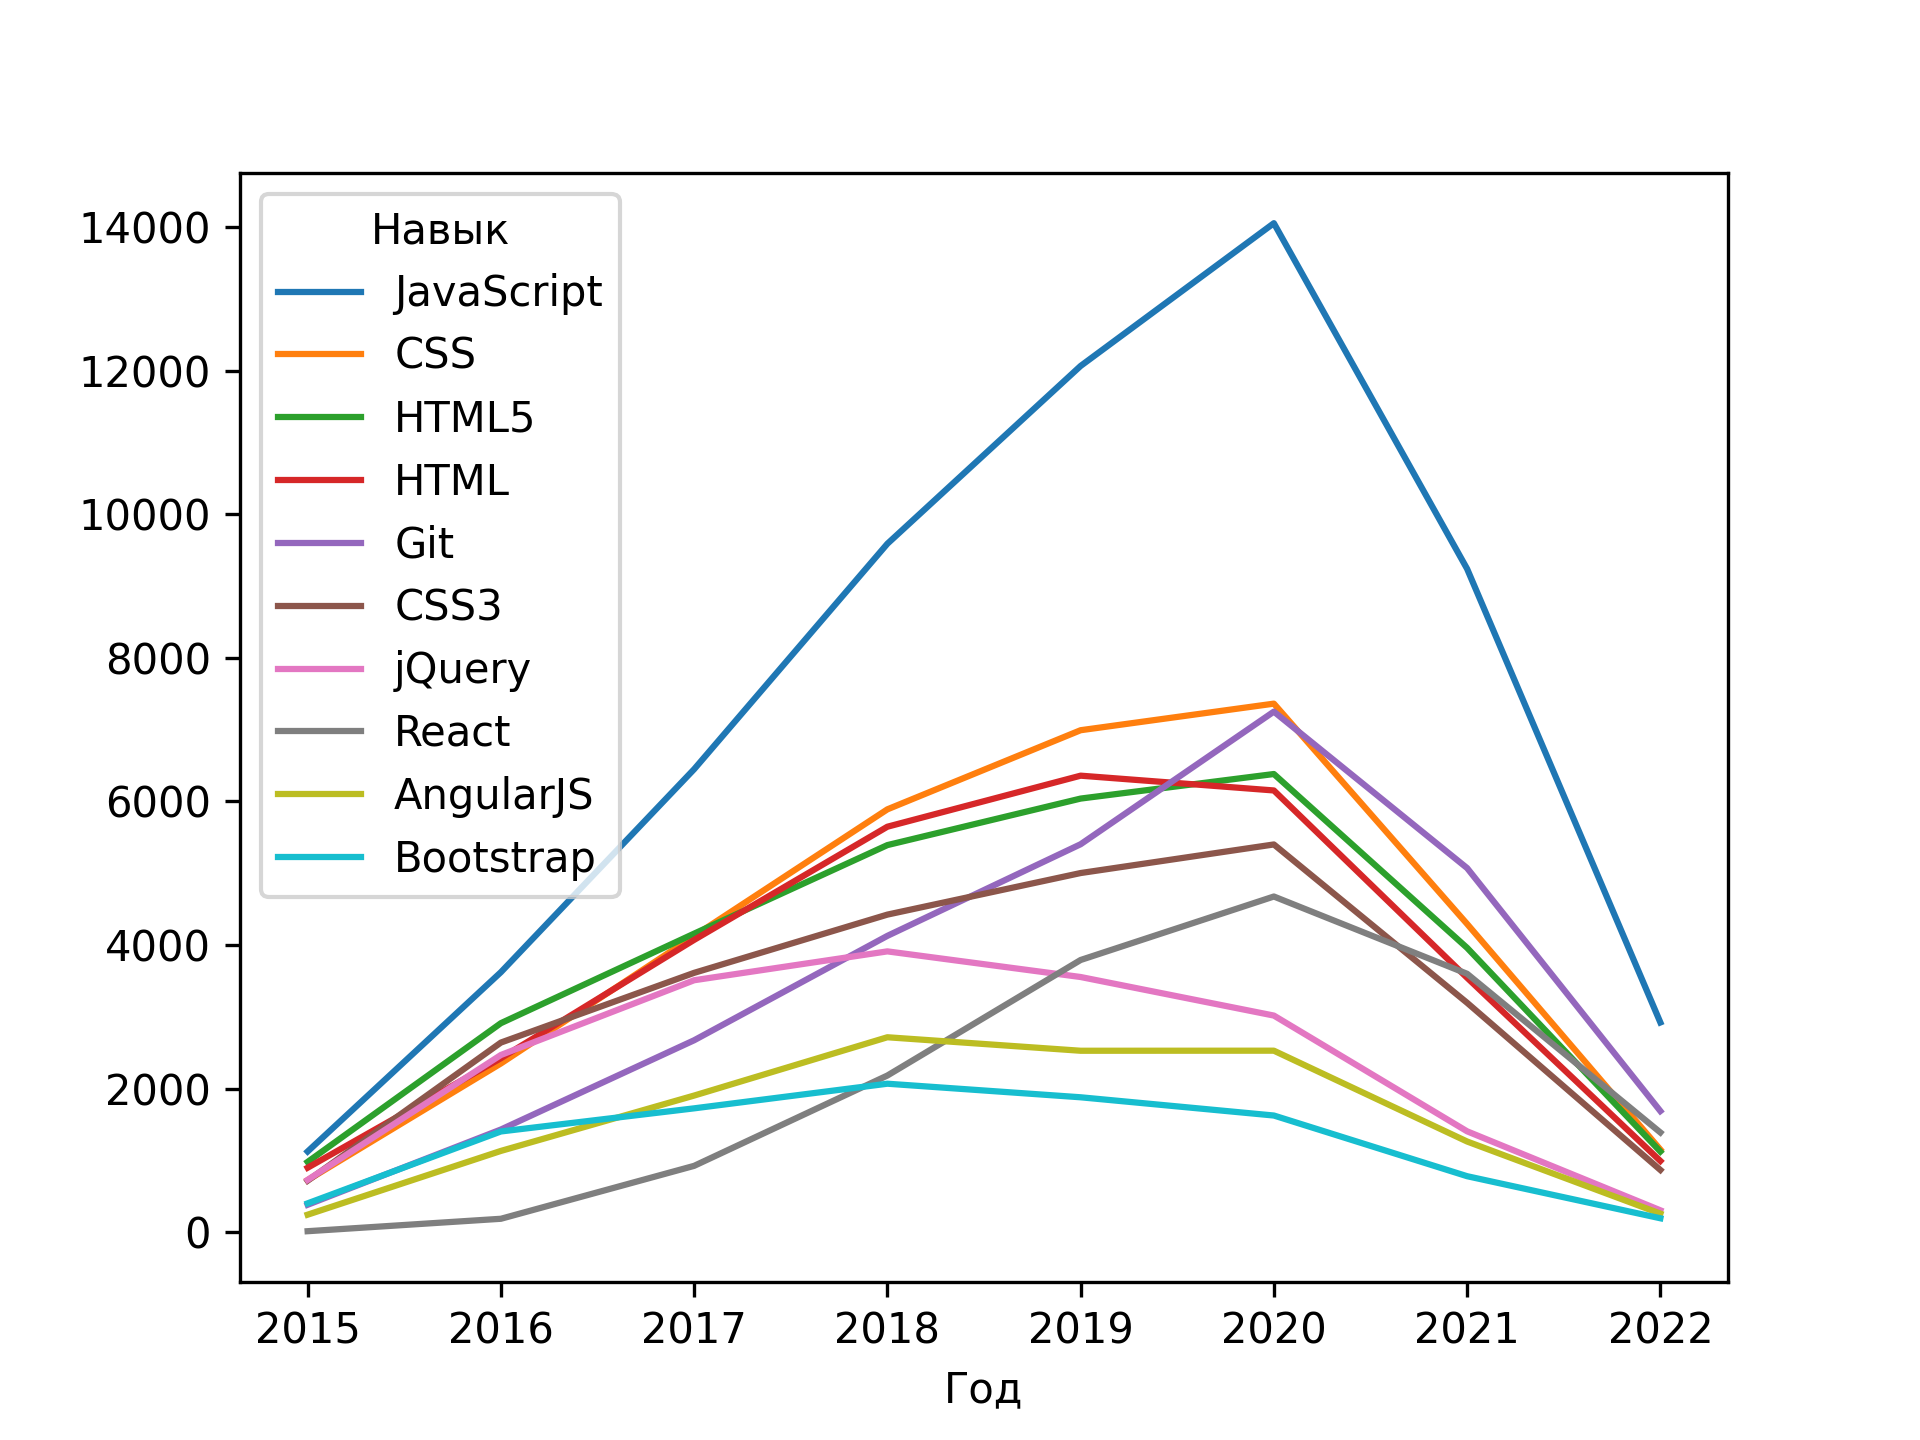 Навык
JavaScript
CSS
HTML5
HTML
Git
CSS3
jQuery
React
AngularJS
Bootstrap
14000
12000
10000
8000
6000
4000
2000
0
2015 2016 2017 2018 2019 2020 2021 2022
Год